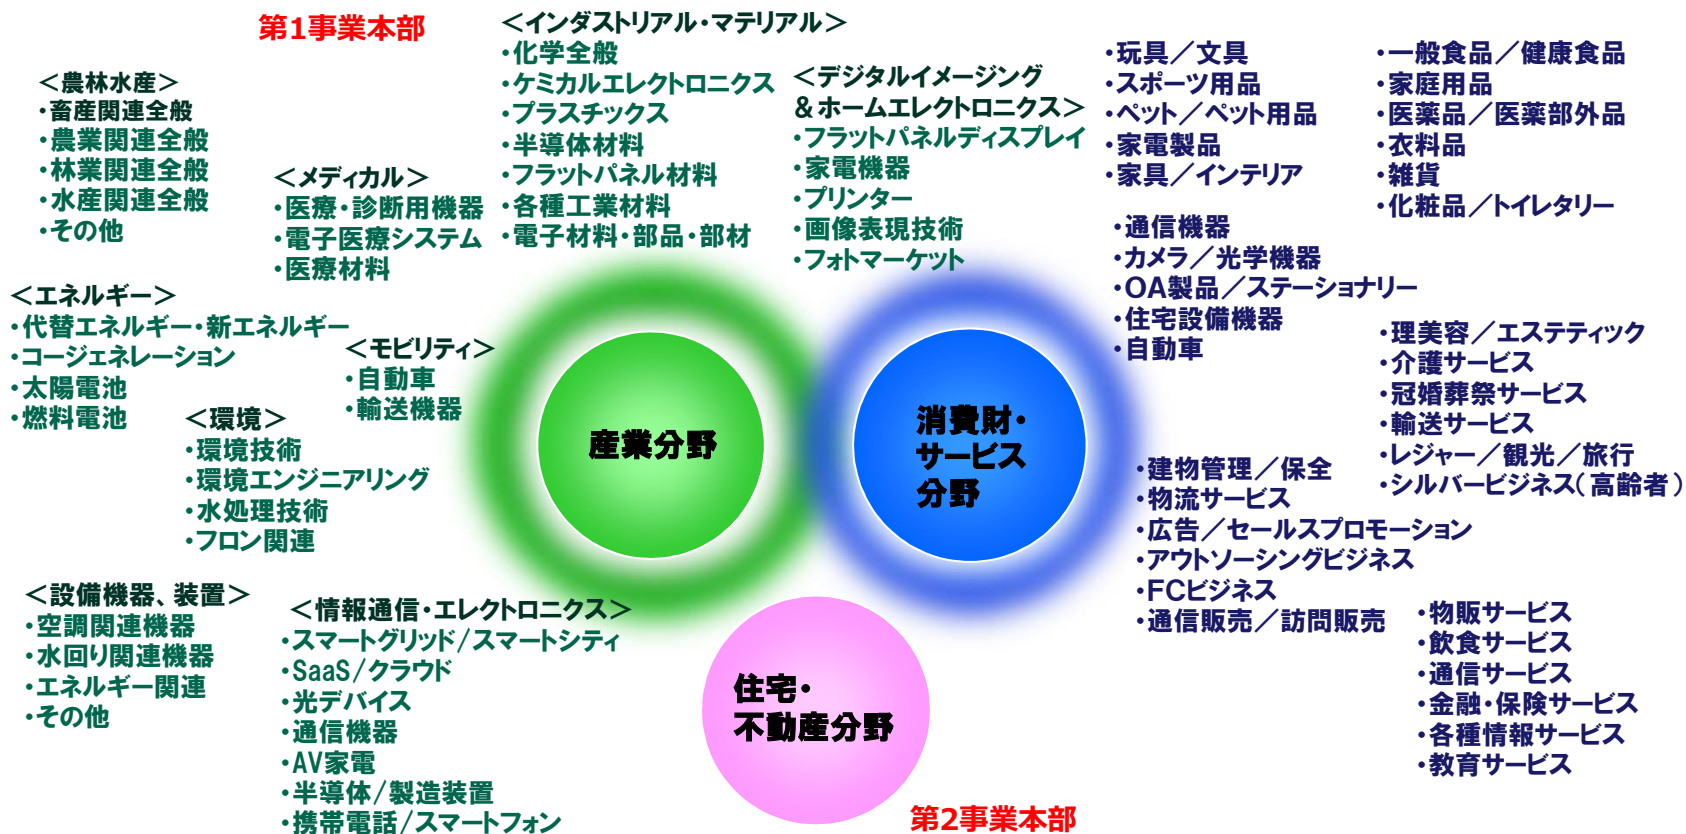 第1事業本部
＜農林水産＞
・畜産関連全般
・農業関連全般
・林業関連全般
・水産関連全般
・その他
＜メディカル＞
・医療・診断用機器
・電子医療システム
・医療材料
＜インダストリアル・マテリアル＞
・化学全般
・ケミカルエレクトロニクス
・プラスチックス
・半導体材料
・フラットパネル材料
・各種工業材料
・電子材料・部品・部材
＜デジタルイメージング
＆ホームエレクトロニクス＞
・フラットパネルディスプレイ
・家電機器
・プリンター
・画像表現技術
・フォトマーケット
＜エネルギー＞
・代替エネルギー・新エネルギー
・コージェネレーション
・太陽電池
・燃料電池
＜モビリティ＞
・自動車
・輸送機器
＜環境＞
・環境技術
・環境エンジニアリング
・水処理技術
・フロン関連
＜設備機器、装置＞
・空調関連機器
・水回り関連機器
・エネルギー関連
・その他
＜情報通信・エレクトロニクス＞
・スマートグリッド/スマートシティ
・SaaS/クラウド
・光デバイス
・通信機器
・AV家電
・半導体/製造装置
・携帯電話/スマートフォン
産業分野
消費財・
サービス
分野
住宅・
不動産分野
第2事業本部
・玩具／文具
・スポーツ用品
・ペット／ペット用品
・家電製品
・家具／インテリア
・一般食品／健康食品
・家庭用品
・医薬品／医薬部外品
・衣料品
・雑貨
・化粧品／トイレタリー
・通信機器
・カメラ／光学機器
・OA製品／ステーショナリー
・住宅設備機器
・自動車
・理美容／エステティック
・介護サービス
・冠婚葬祭サービス
・輸送サービス
・レジャー／観光／旅行
・シルバービジネス（高齢者）
・建物管理／保全
・物流サービス
・広告／セールスプロモーション
・アウトソーシングビジネス
・FCビジネス
・通信販売／訪問販売
・物販サービス
・飲食サービス
・通信サービス
・金融・保険サービス
・各種情報サービス
・教育サービス